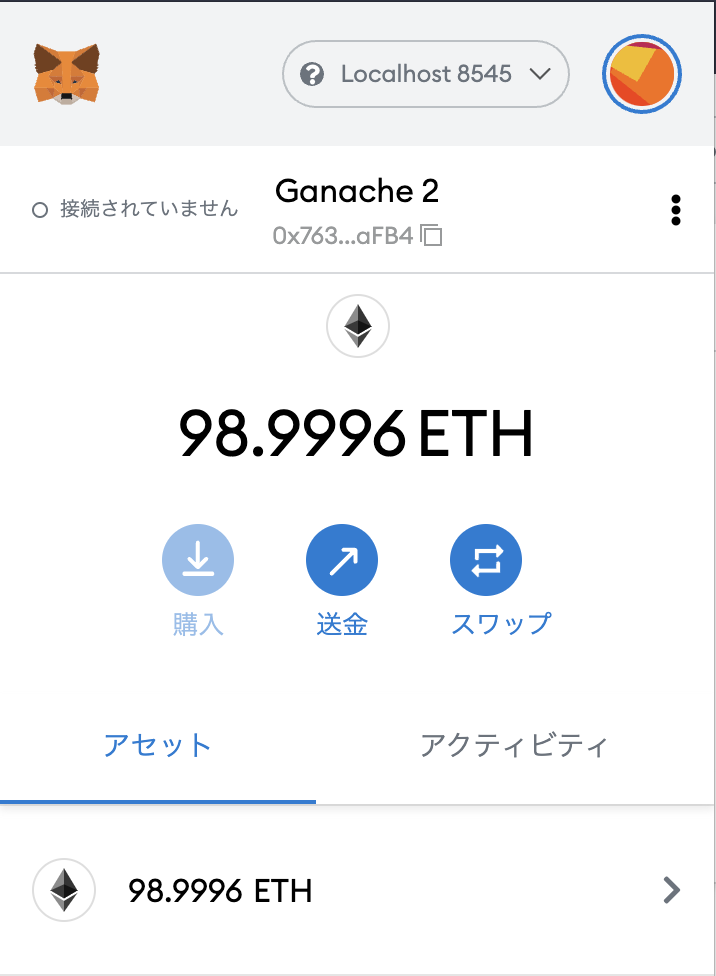 Localhost 8545
接続されていません
Ganache 2
0x763...aFB4
98.9996 ETH
購入
送金
スワップ
アセット
アクティビティ
98.9996 ETH